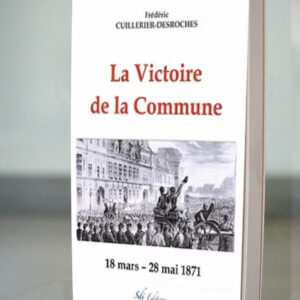 Frédéric
CUILLERIER-DESROCHES
La Victoire
de la Commune
18 mars – 28 mai 1871